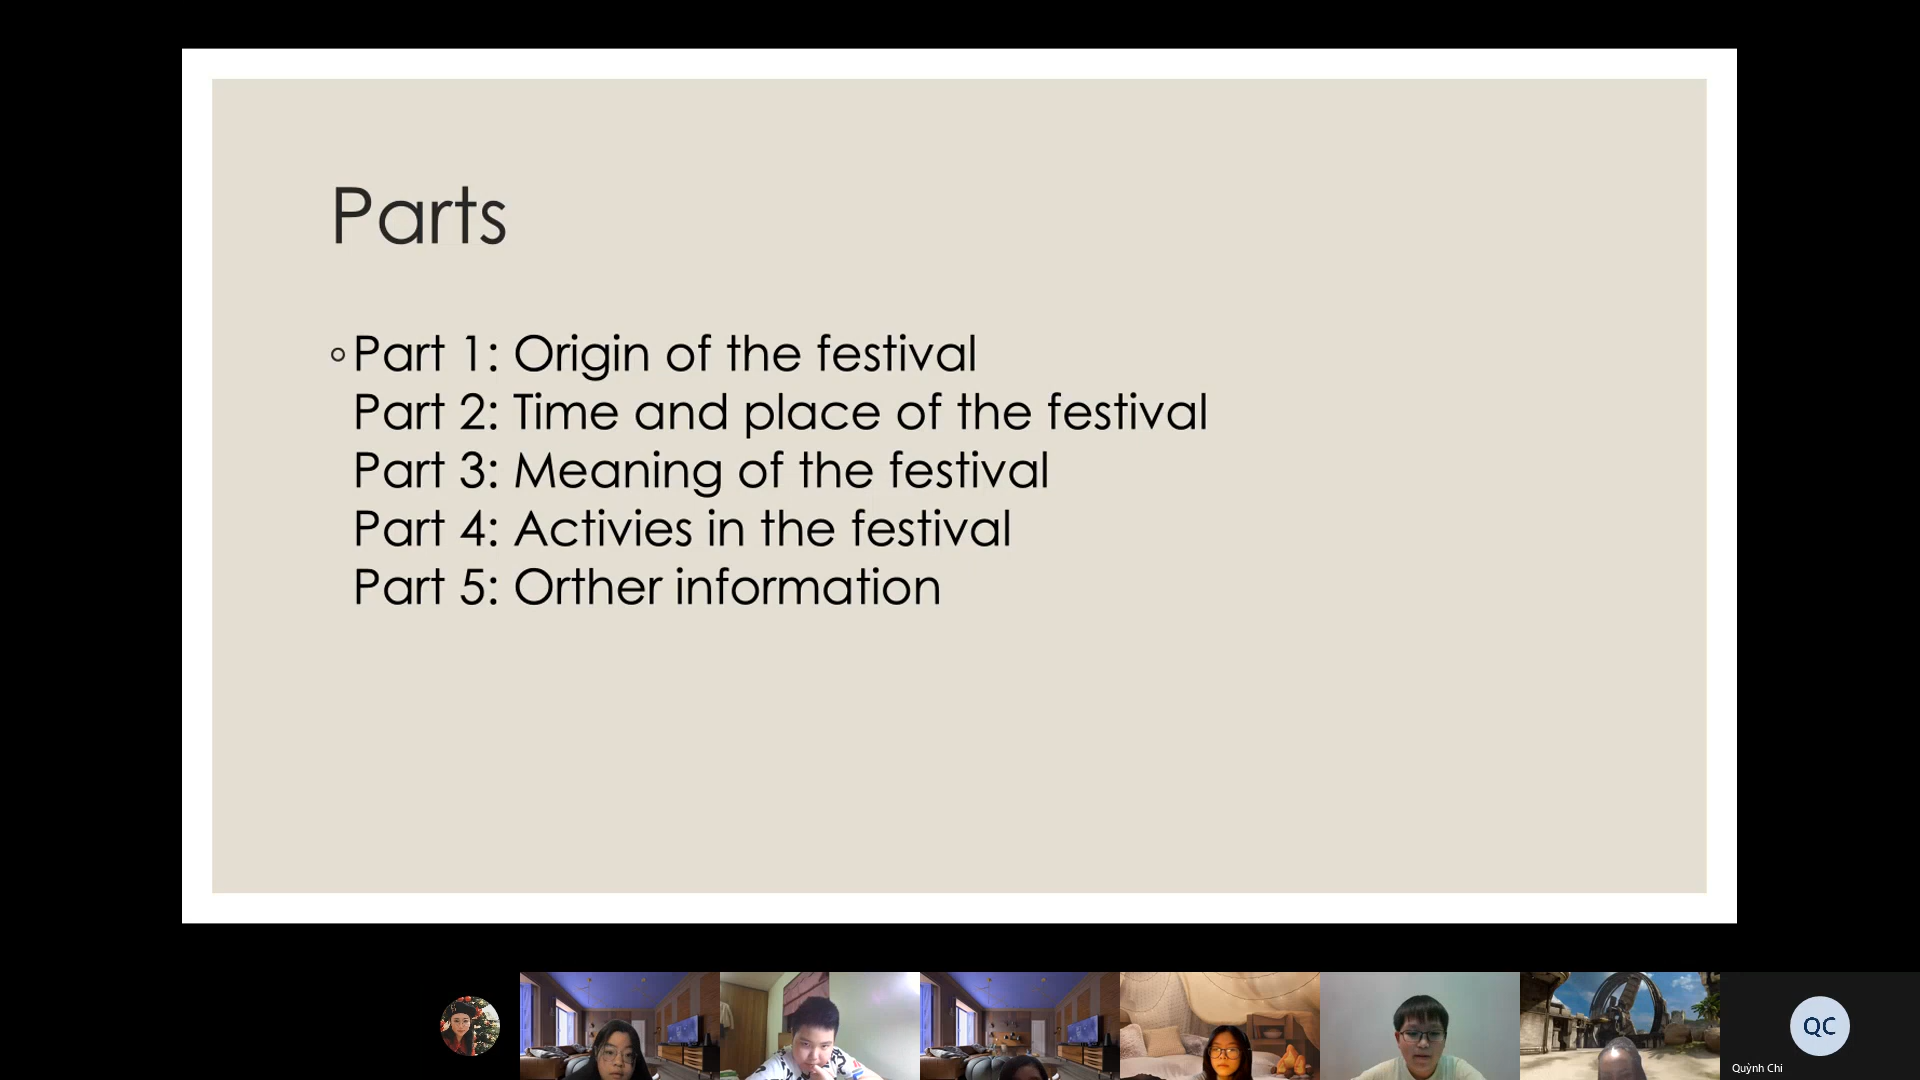 Parts
Part 1: Origin of the festival
Part 2: Time and place of the festival
Part 3: Meaning of the festival
Part 4: Activies in the festival
Part 5: Orther information
QC
Quỳnh Chi